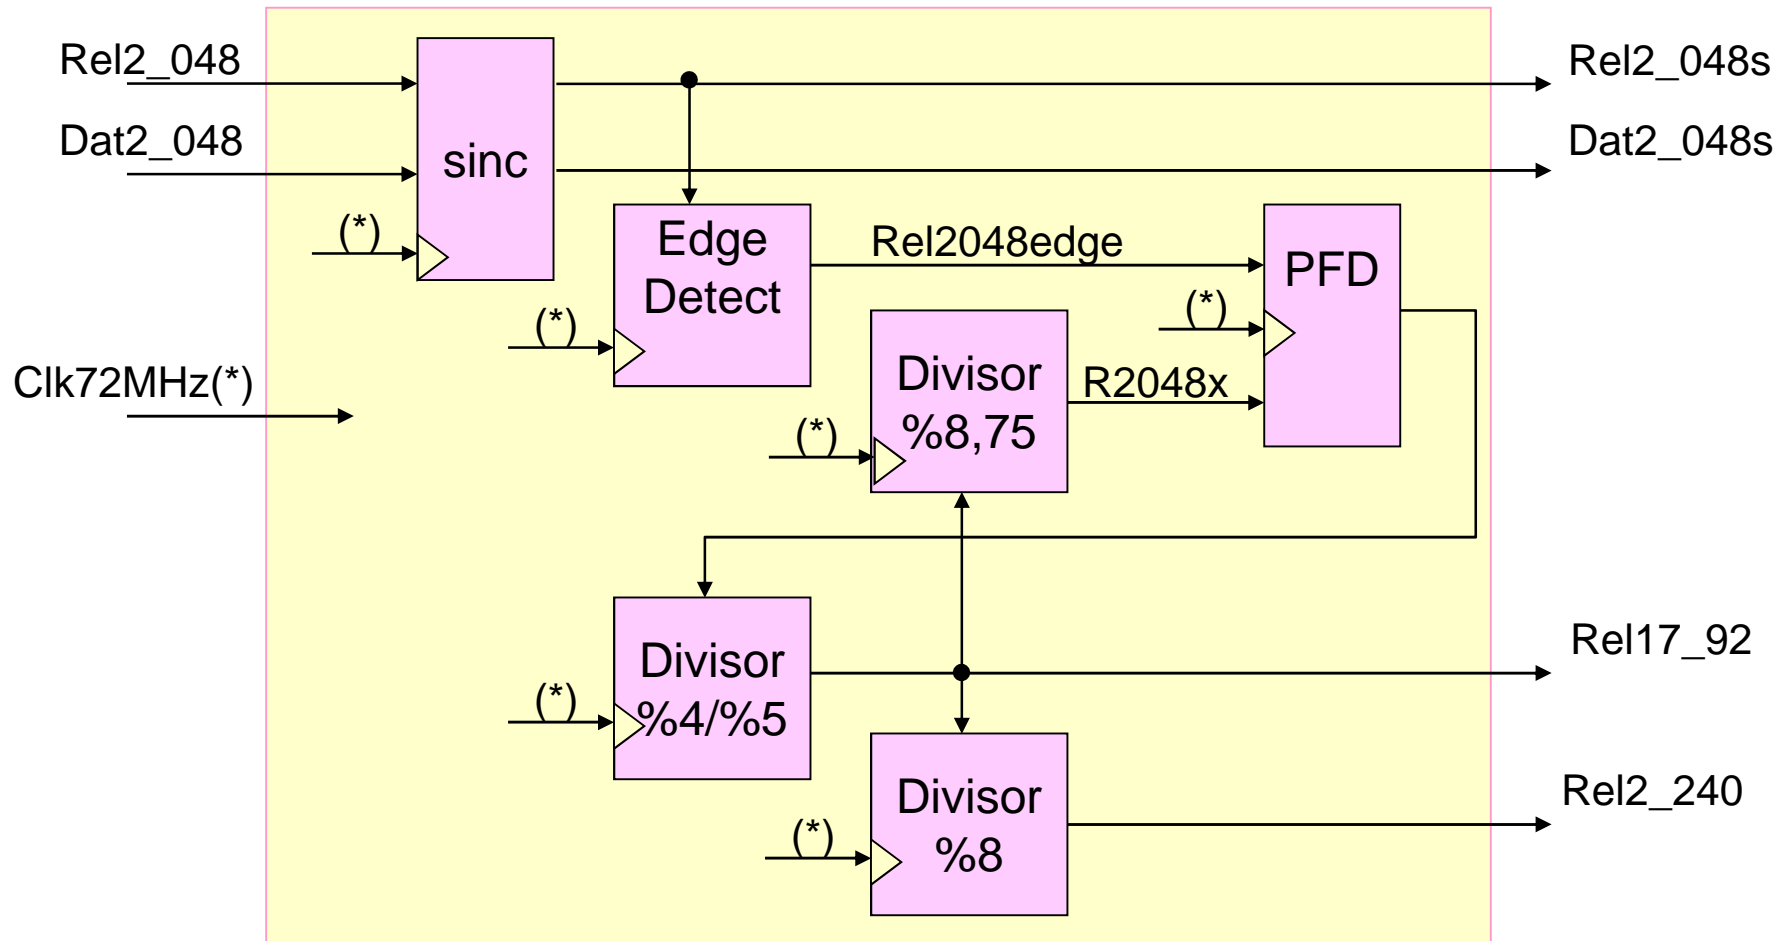 Rel2_048
Rel2_048s
Dat2_048
Dat2_048s
sinc
(*)
Edge
Detect
Rel2048edge
PFD
(*)
(*)
Clk72MHz(*)
Divisor
%8,75
R2048x
(*)
Divisor
%4/%5
(*)
Rel17_92
Divisor
%8
(*)
Rel2_240